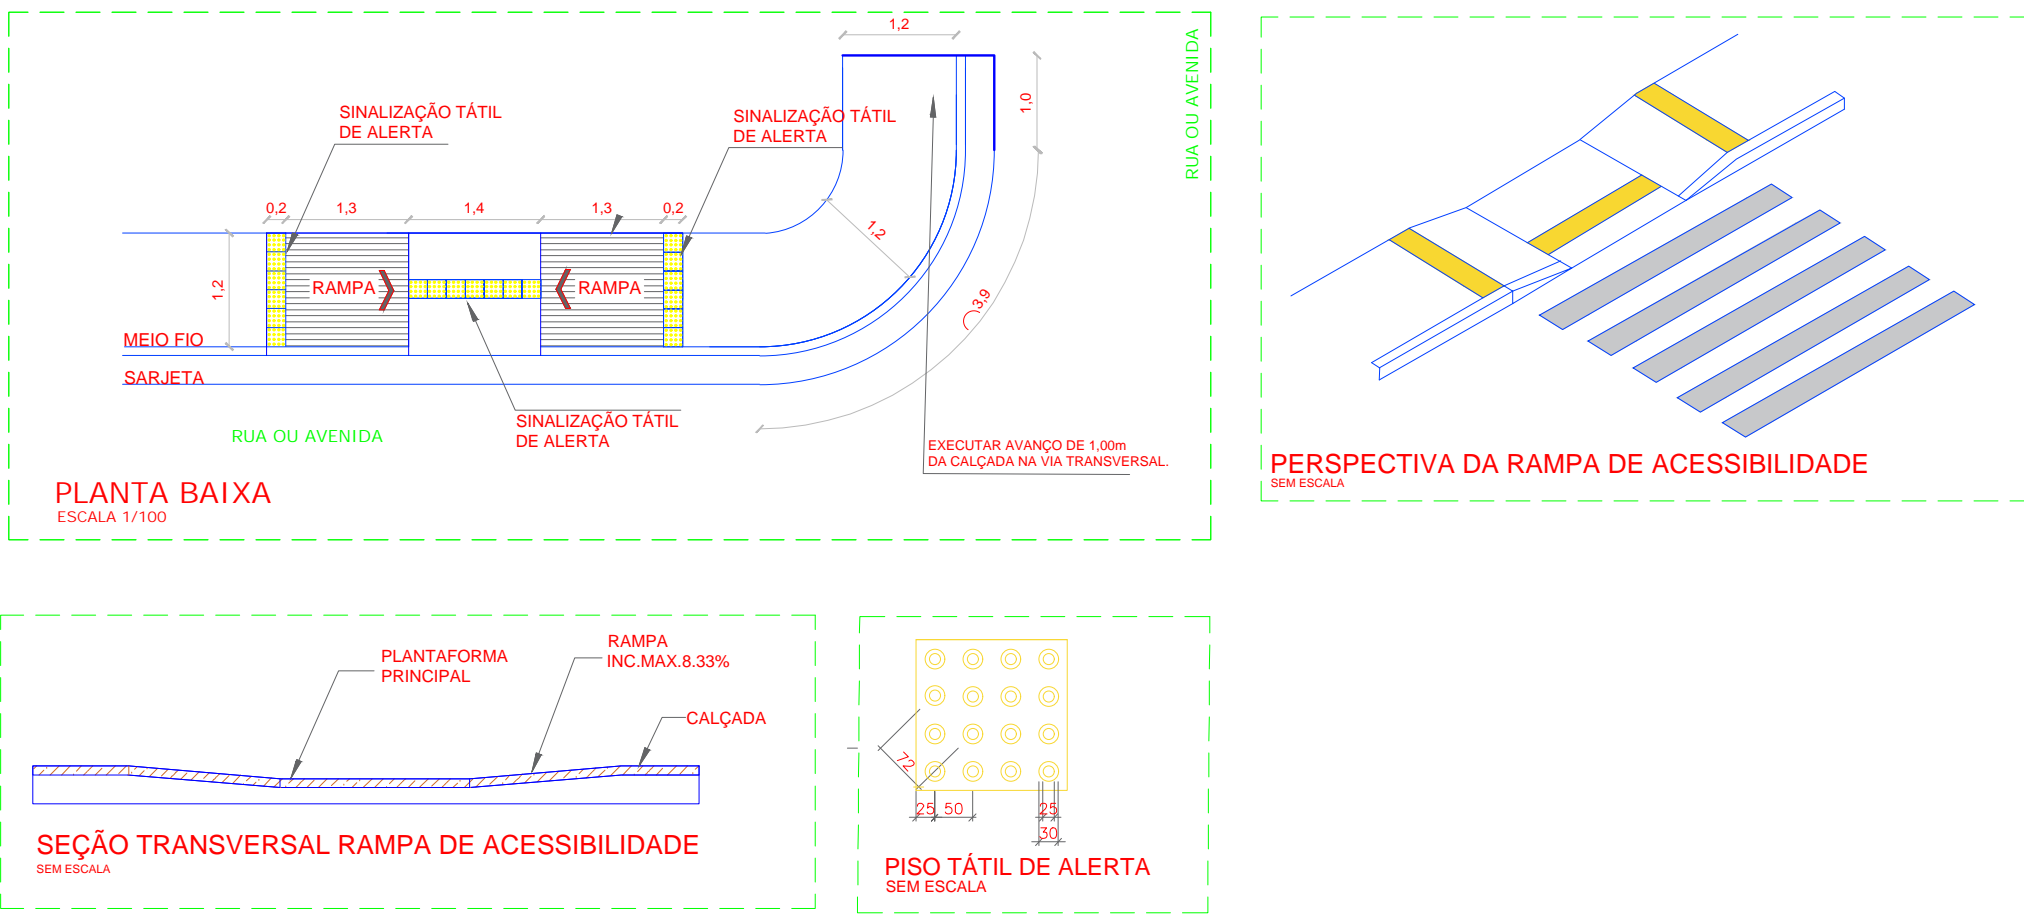 1,2
RUA OU AVENIDA
1,0
SINALIZAÇÃO TÁTIL
DE ALERTA
SINALIZAÇÃO TÁTIL
DE ALERTA
0,2
1,3
1,4
1,3
0,2
1,2
1,2
RAMPA
RAMPA
3,9
MEIO FIO
SARJETA
SINALIZAÇÃO TÁTIL
DE ALERTA
RUA OU AVENIDA
EXECUTAR AVANÇO DE 1,00m
DA CALÇADA NA VIA TRANSVERSAL.
PLANTA BAIXA
ESCALA 1/100
PERSPECTIVA DA RAMPA DE ACESSIBILIDADE
SEM ESCALA
PLANTAFORMA
PRINCIPAL
RAMPA
INC.MAX.8.33%
CALÇADA
SEÇÃO TRANSVERSAL RAMPA DE ACESSIBILIDADE
SEM ESCALA
72
25
50
25
30
PISO TÁTIL DE ALERTA
SEM ESCALA